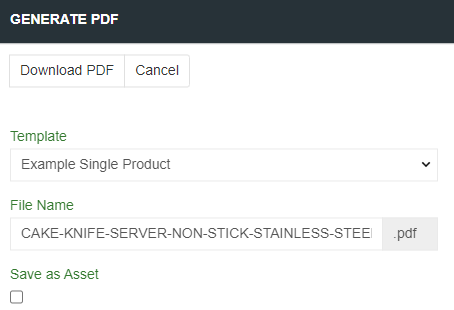 GENERATE PDF
Download PDF Cancel
Template
Example Single Product
File Name
CAKE-KNIFE-SERVER-NON-STICK-STAINLESS-STEE .pdf
Save as Asset